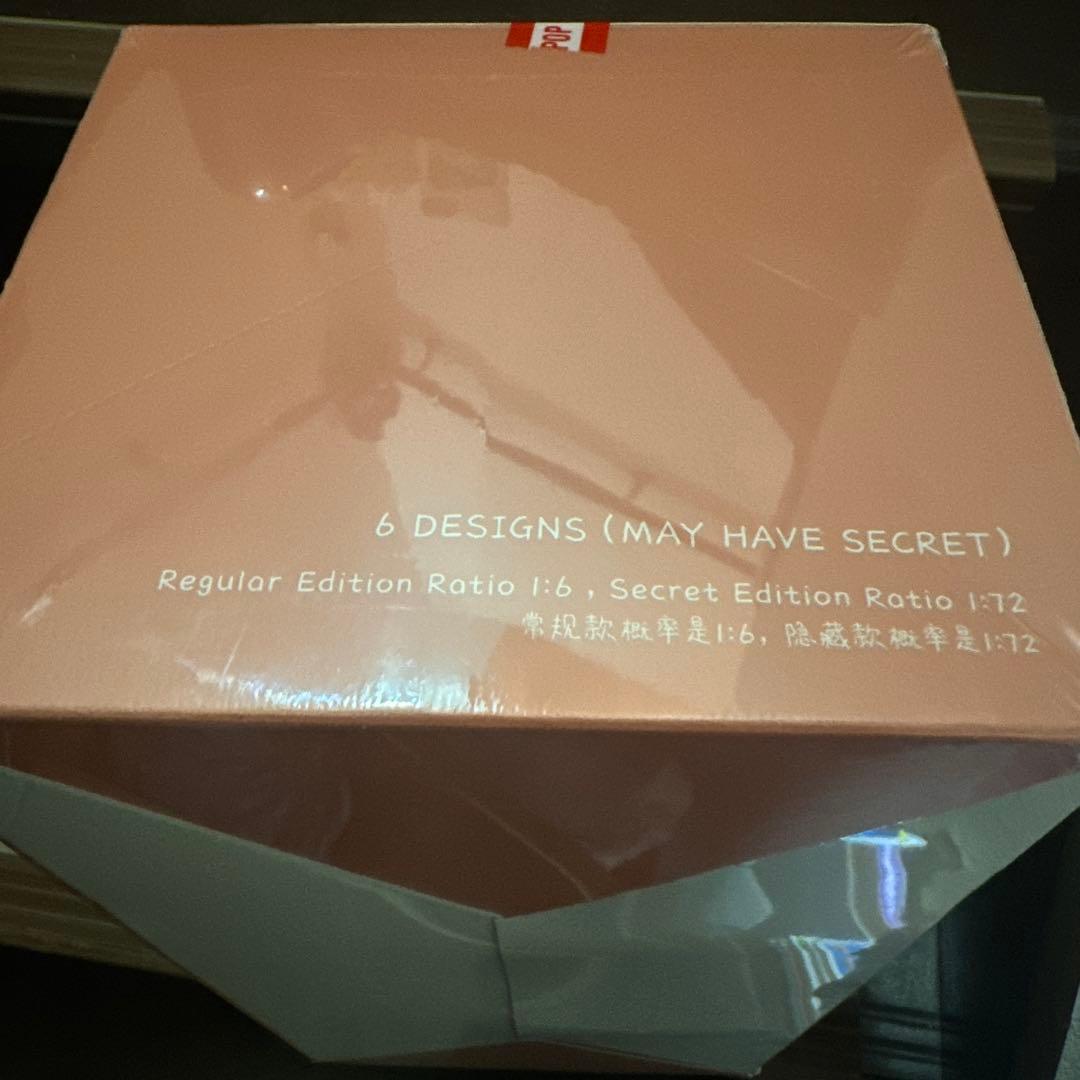 POP
6 DESIGNS (MAY HAVE SECRET)
Regular Edition Ratio 1:6 , Secret Edition Ratio 1:72
常规款概率是1:6, 隐藏款概率是1:72